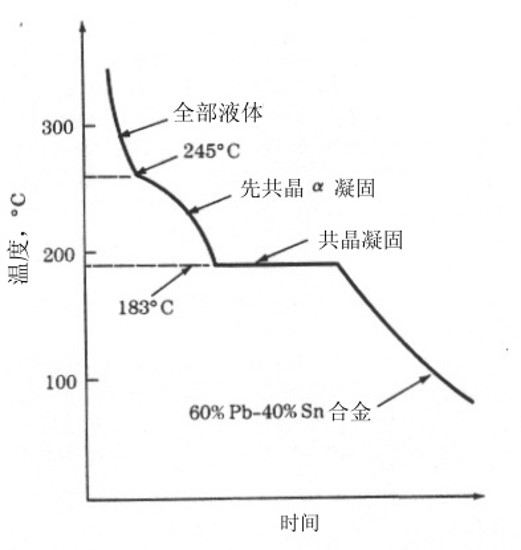 300
全部液体
245°C
先共晶 α 凝固
共晶凝固
200
183°C
100
60% Pb-40% Sn 合金
温度, °C
时间